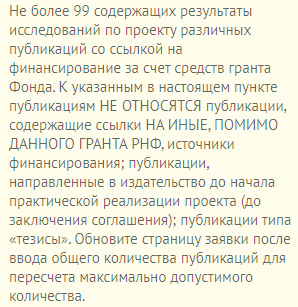 Не более 99 содержащих результаты
исследований по проекту различных
публикаций со ссылкой на
финансирование за счет средств гранта
Фонда. К указанным в настоящем пункте
публикациям НЕ ОТНОСЯТСЯ публикации,
содержащие ссылки НА ИНЫЕ, ПОМИМО
ДАННОГО ГРАНТА РНФ, источники
финансирования; публикации,
направленные в издательство до начала
практической реализации проекта (до
заключения соглашения); публикации типа
«тезисы». Обновите страницу заявки после
ввода общего количества публикаций для
пересчета максимально допустимого
количества.